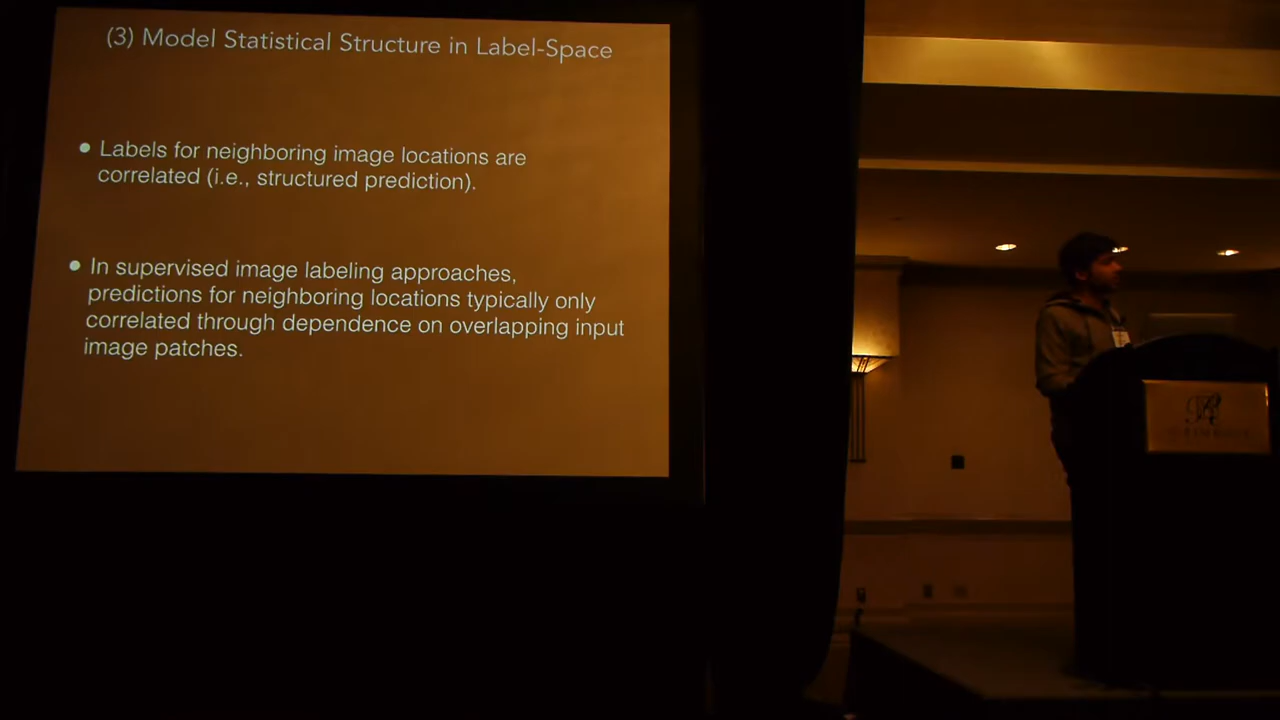 (3) Model Statistical Structure in Label-Space
● Labels for neighboring image locations are
correlated (i.e., structured prediction).
● In supervised image labeling approaches,
predictions for neighboring locations typically only
correlated through dependence on overlapping input
image patches.